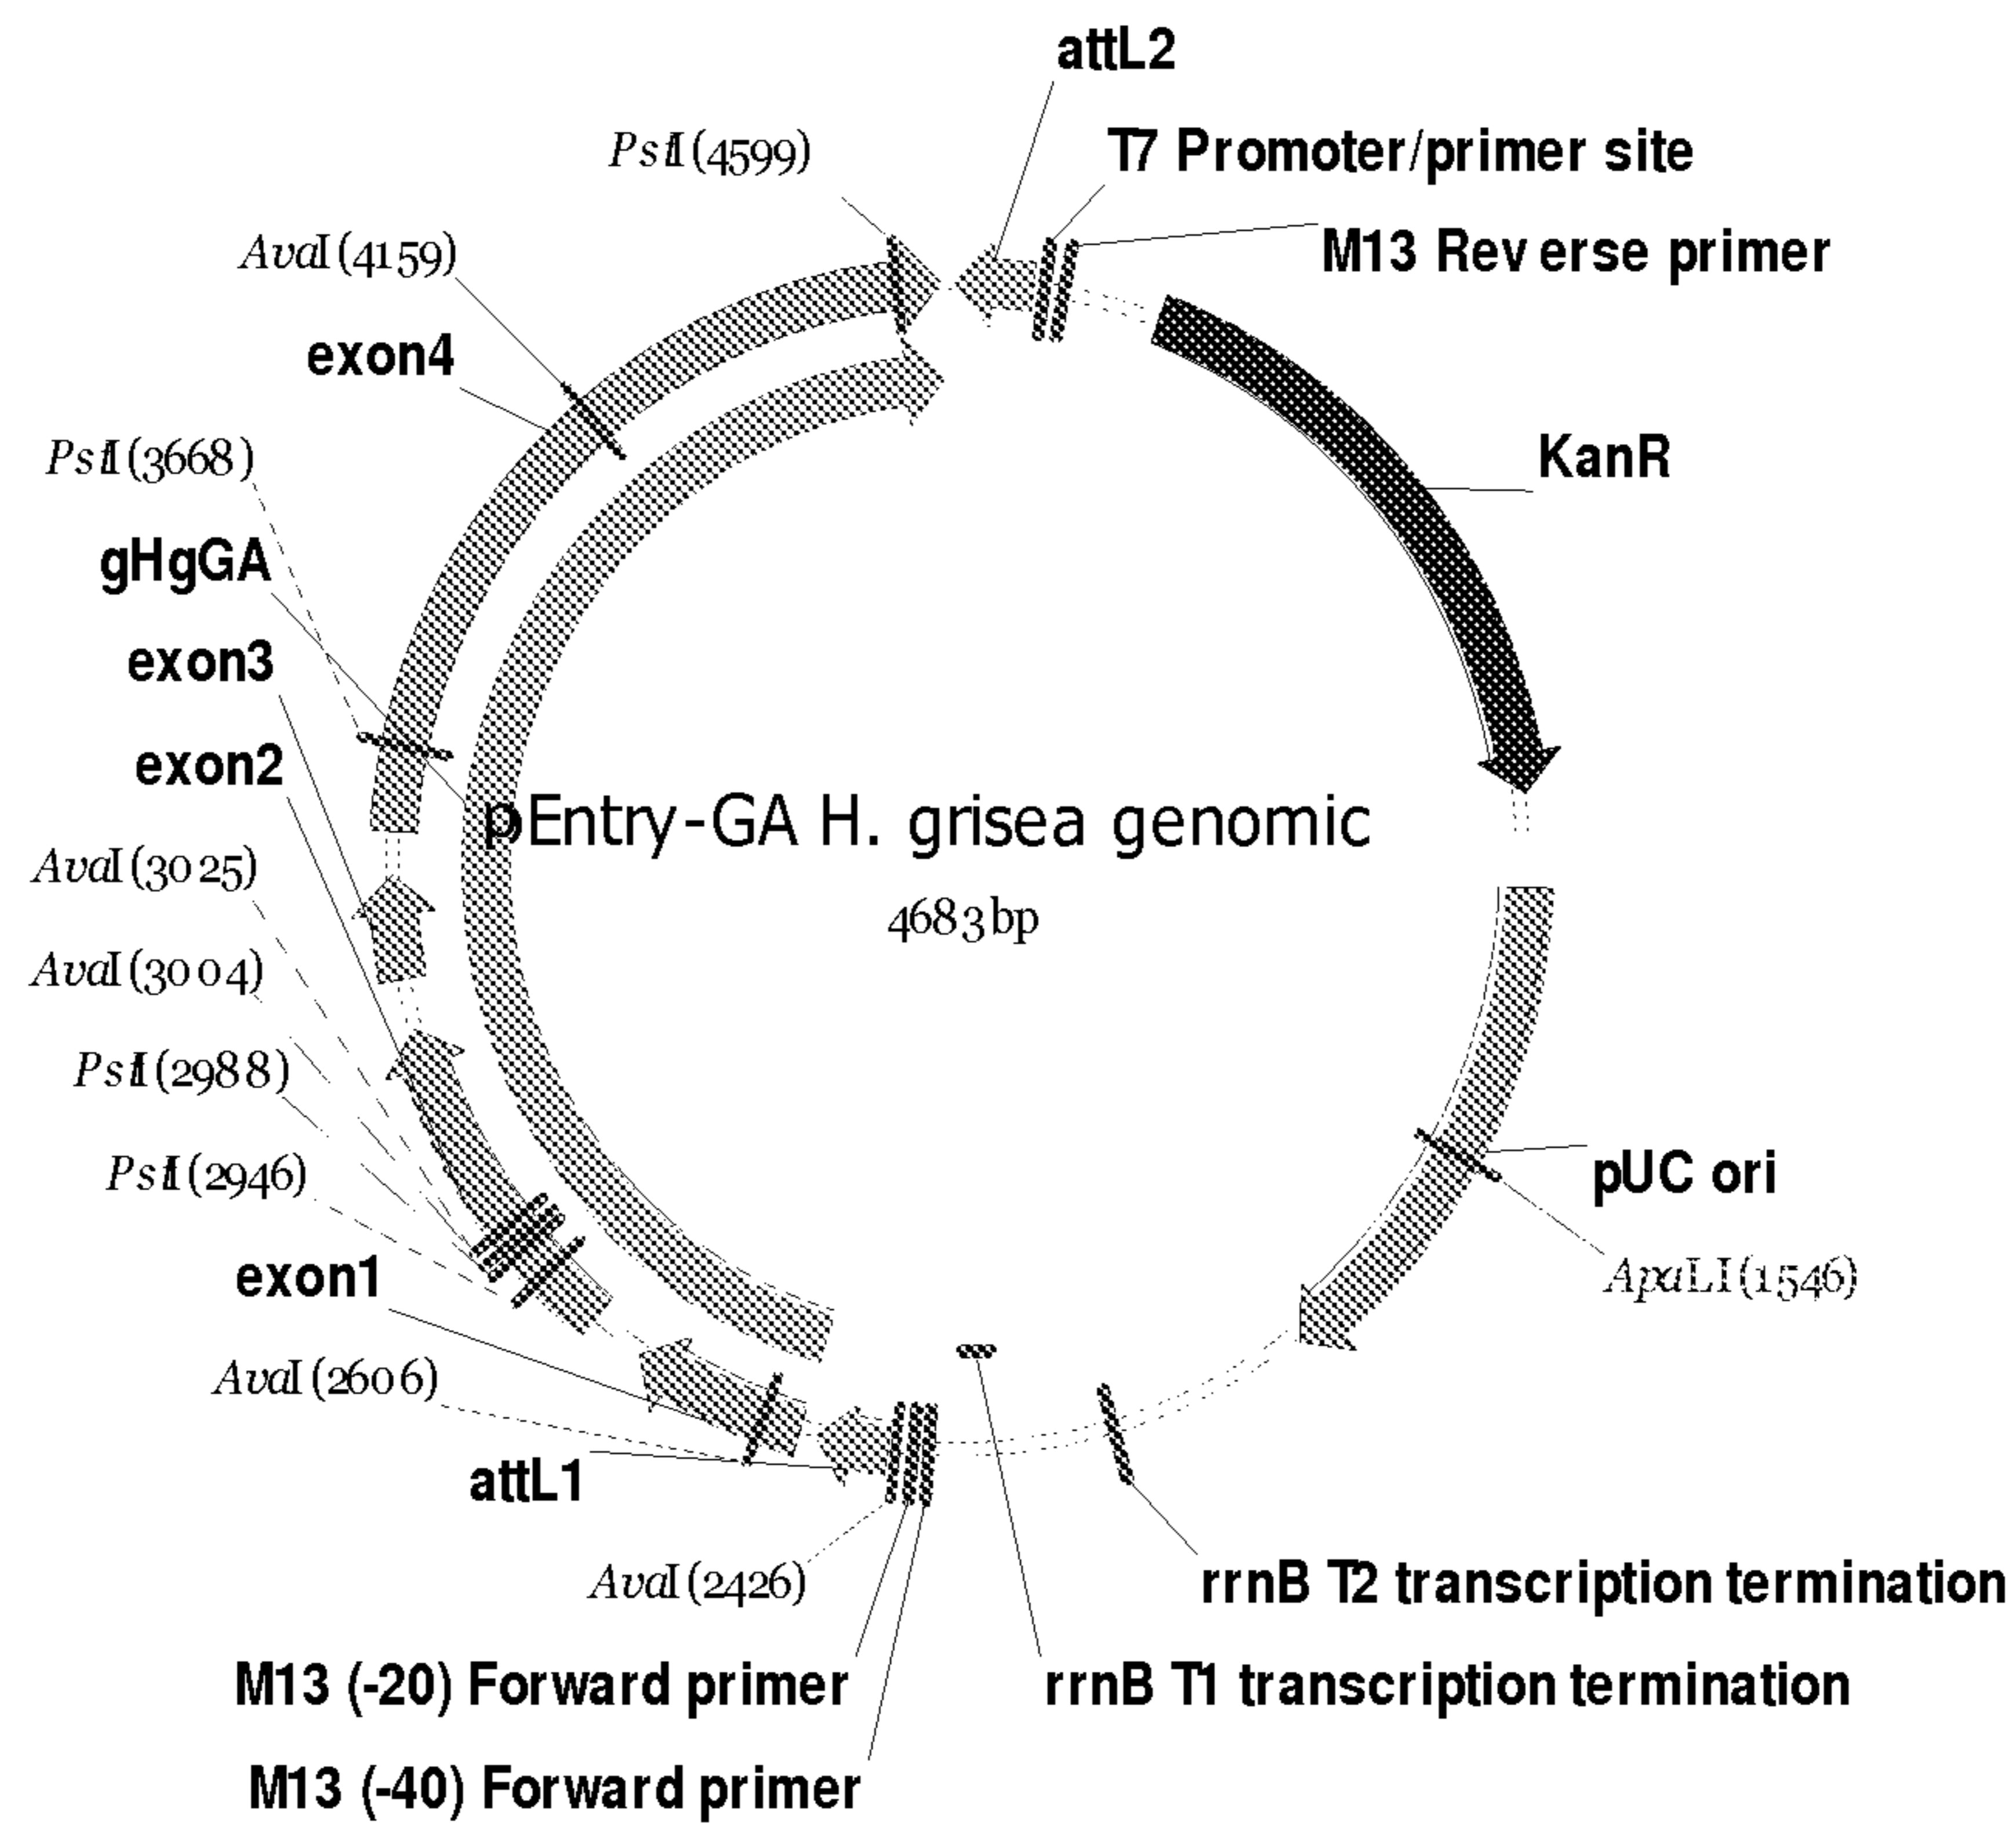 attL2
PstI (4599)
T7 Promoter/primer site
AvaI (4159)
M13 Reverse primer
exon4
PstI (3668)
KanR
gHgGA
exon3
exon2
pEntry-GA H. grisea genomic
AvaI (3025)
4683 bp
AvaI (3004)
PstI (2988)
PstI (2946)
pUC ori
exon1
ApaLI (1546)
AvaI (2606)
attL1
AvaI (2426)
rrnB T2 transcription termination
M13 (-20) Forward primer
rrnB T1 transcription termination
M13 (-40) Forward primer